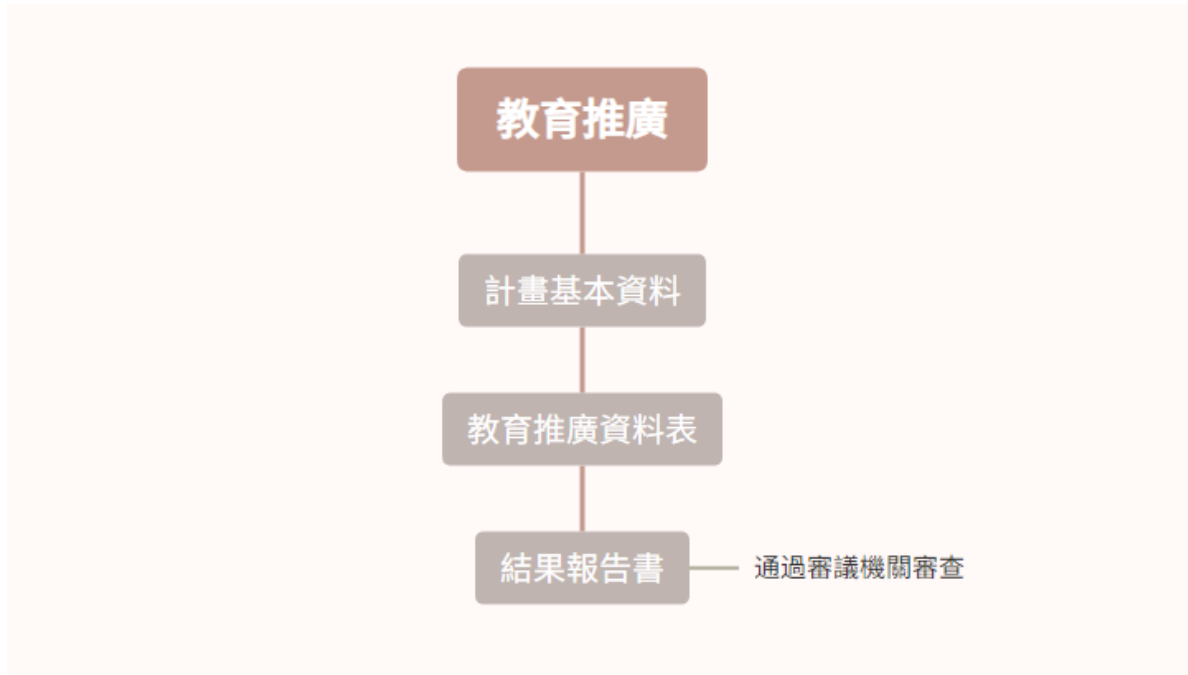 教育推廣
計畫基本資料
教育推廣資料表
結果報告書
通過審議機關審查